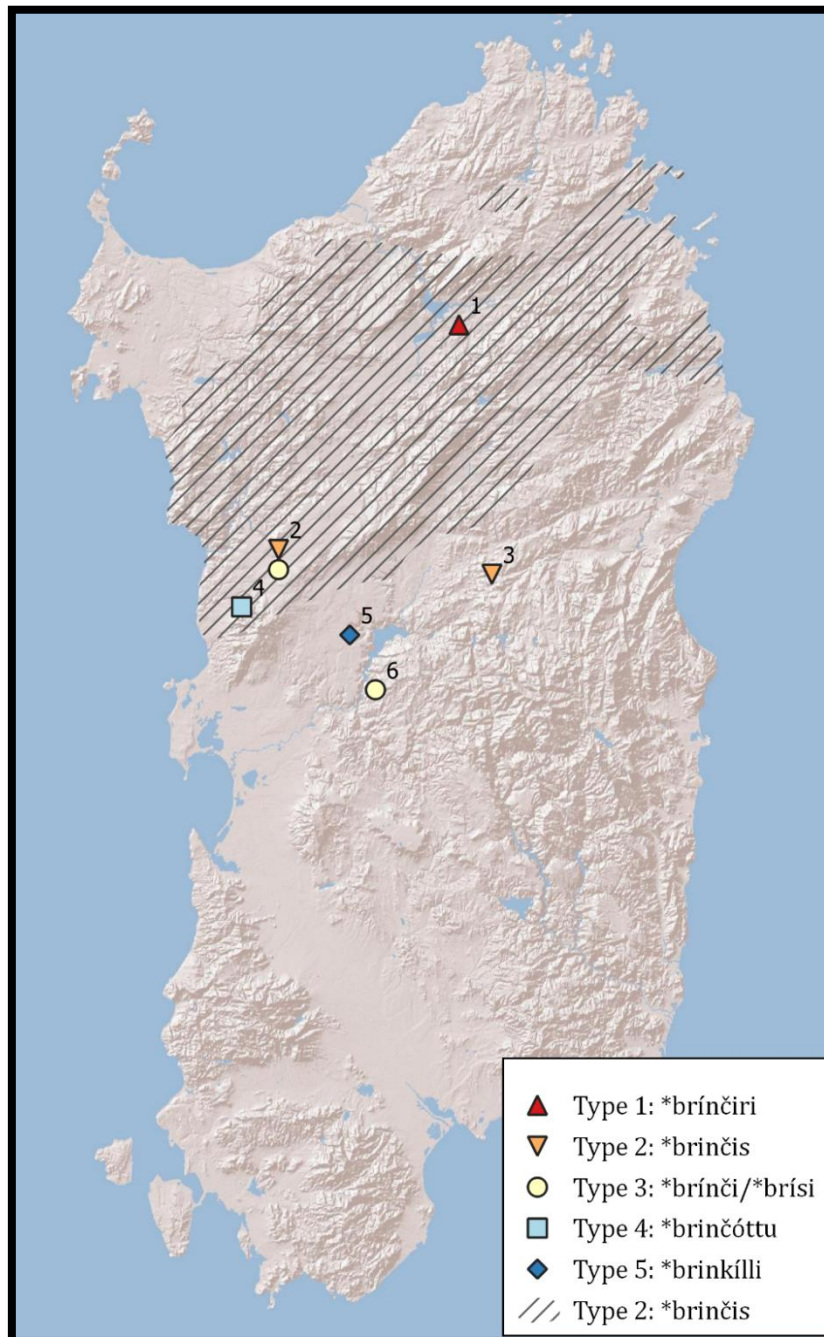 1
2
3
4
5
6
Type 1: *brínčiri
Type 2: *brinčis
Type 3: *brínči/*brísi
Type 4: *brinčóttu
Type 5: *brinkílli
Type 2: *brinčis